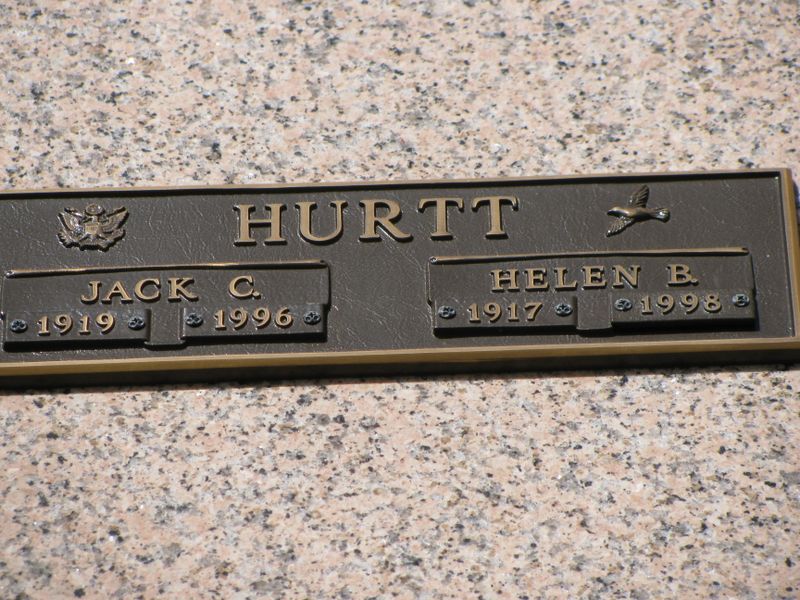 HURTT
JACK C.
1919 1996
HELEN B.
1917 1998